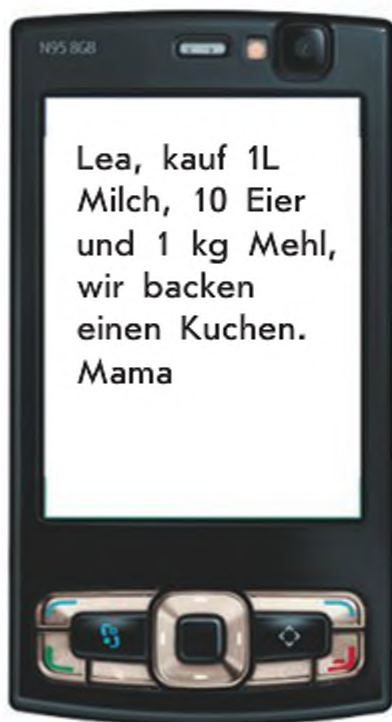 N95 8GB
Lea, kauf 1L
Milch, 10 Eier
und 1 kg Mehl,
wir backen
einen Kuchen.
Mama